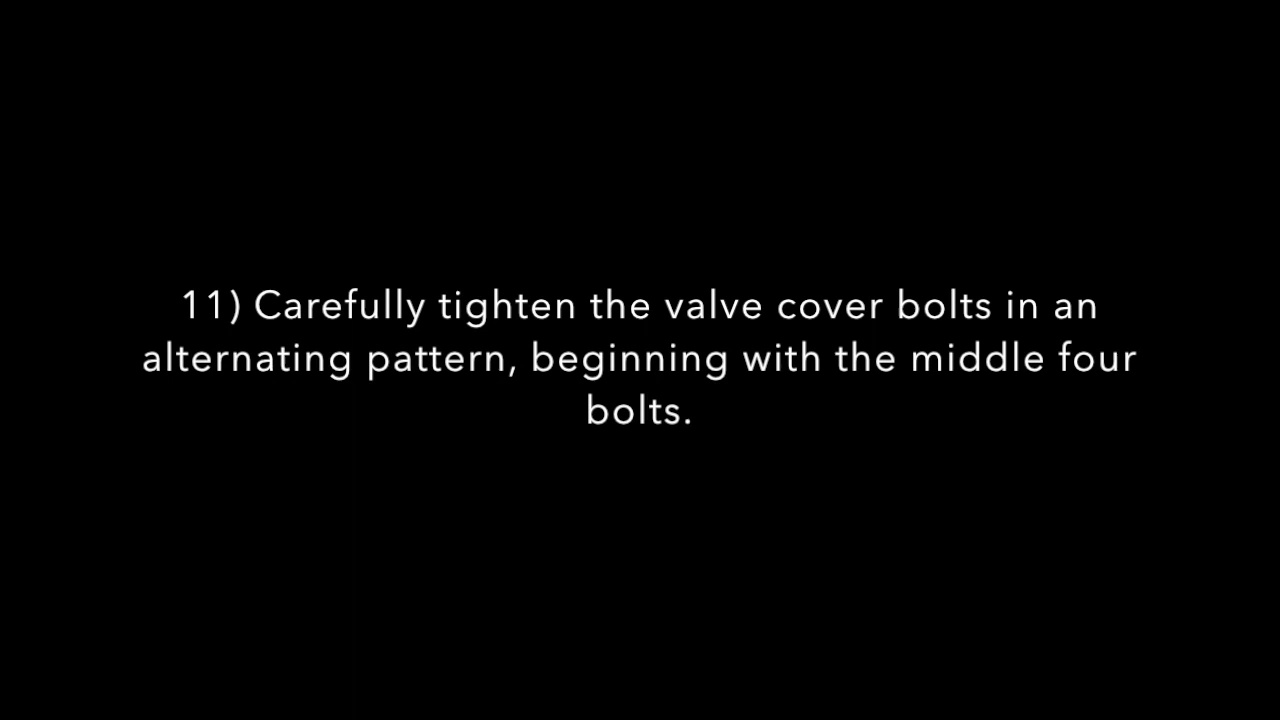 11) Carefully tighten the valve cover bolts in an
alternating pattern, beginning with the middle four
bolts.